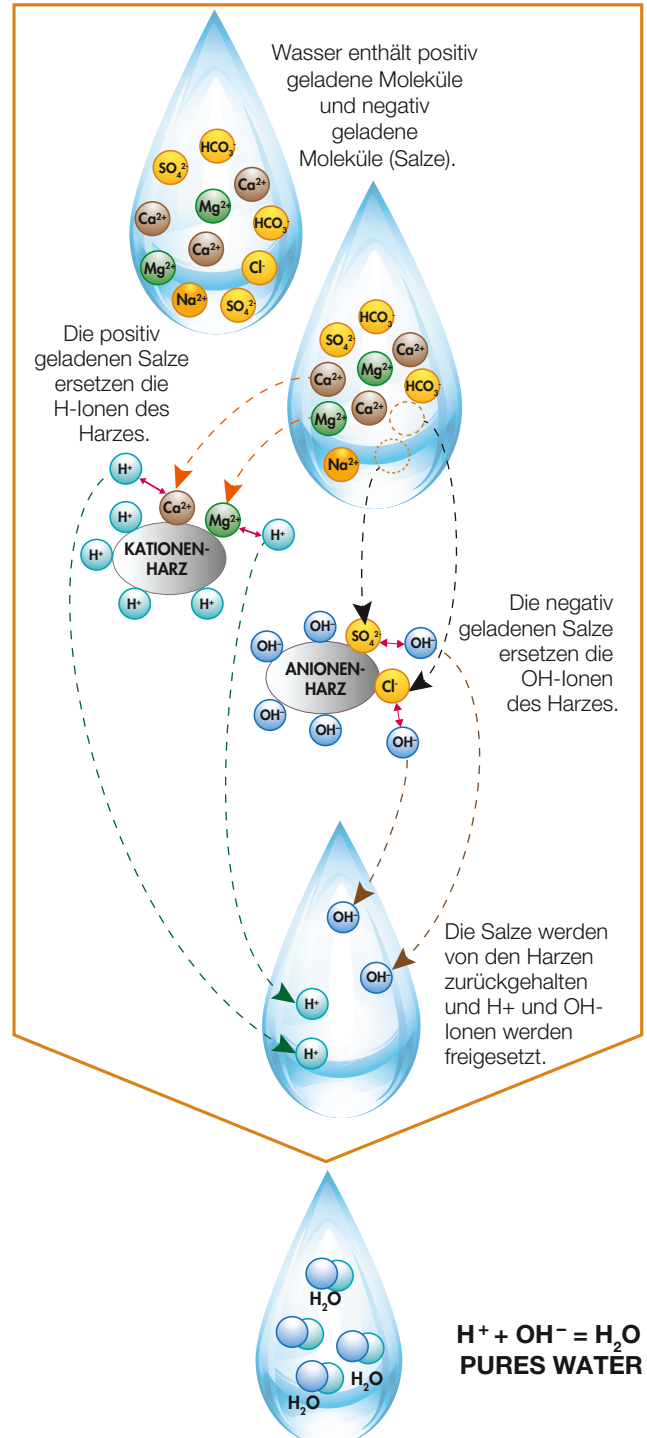 Wasser enthält positiv
geladene Moleküle
und negativ
geladene
Moleküle (Salze).
HCO₃⁻
SO₄²⁻
Ca²⁺
Mg²⁺
Ca²⁺
HCO₃⁻
Ca²⁺
Mg²⁺
Cl⁻
Na²⁺
SO₄²⁻
Die positiv
geladenen Salze
ersetzen die
H-Ionen des
Harzes.
HCO₃⁻
SO₄²⁻
Ca²⁺
Mg²⁺
Ca²⁺
HCO₃⁻
Ca²⁺
Mg²⁺
Na²⁺
H⁺
Ca²⁺
Mg²⁺
H⁺
H⁺
H⁺
KATIONEN-
HARZ
H⁺
H⁺
Die negativ
geladenen Salze
ersetzen die
OH-Ionen
des Harzes.
OH⁻
SO₄²⁻
OH⁻
OH⁻
ANIONEN-
HARZ
Cl⁻
OH⁻
OH⁻
OH⁻
OH⁻
OH⁻
H⁺
H⁺
Die Salze werden
von den Harzen
zurückgehalten
und H+ und OH-
Ionen werden
freigesetzt.
H₂O
H₂O
H₂O
H⁺ + OH⁻ = H₂O
PURES WATER